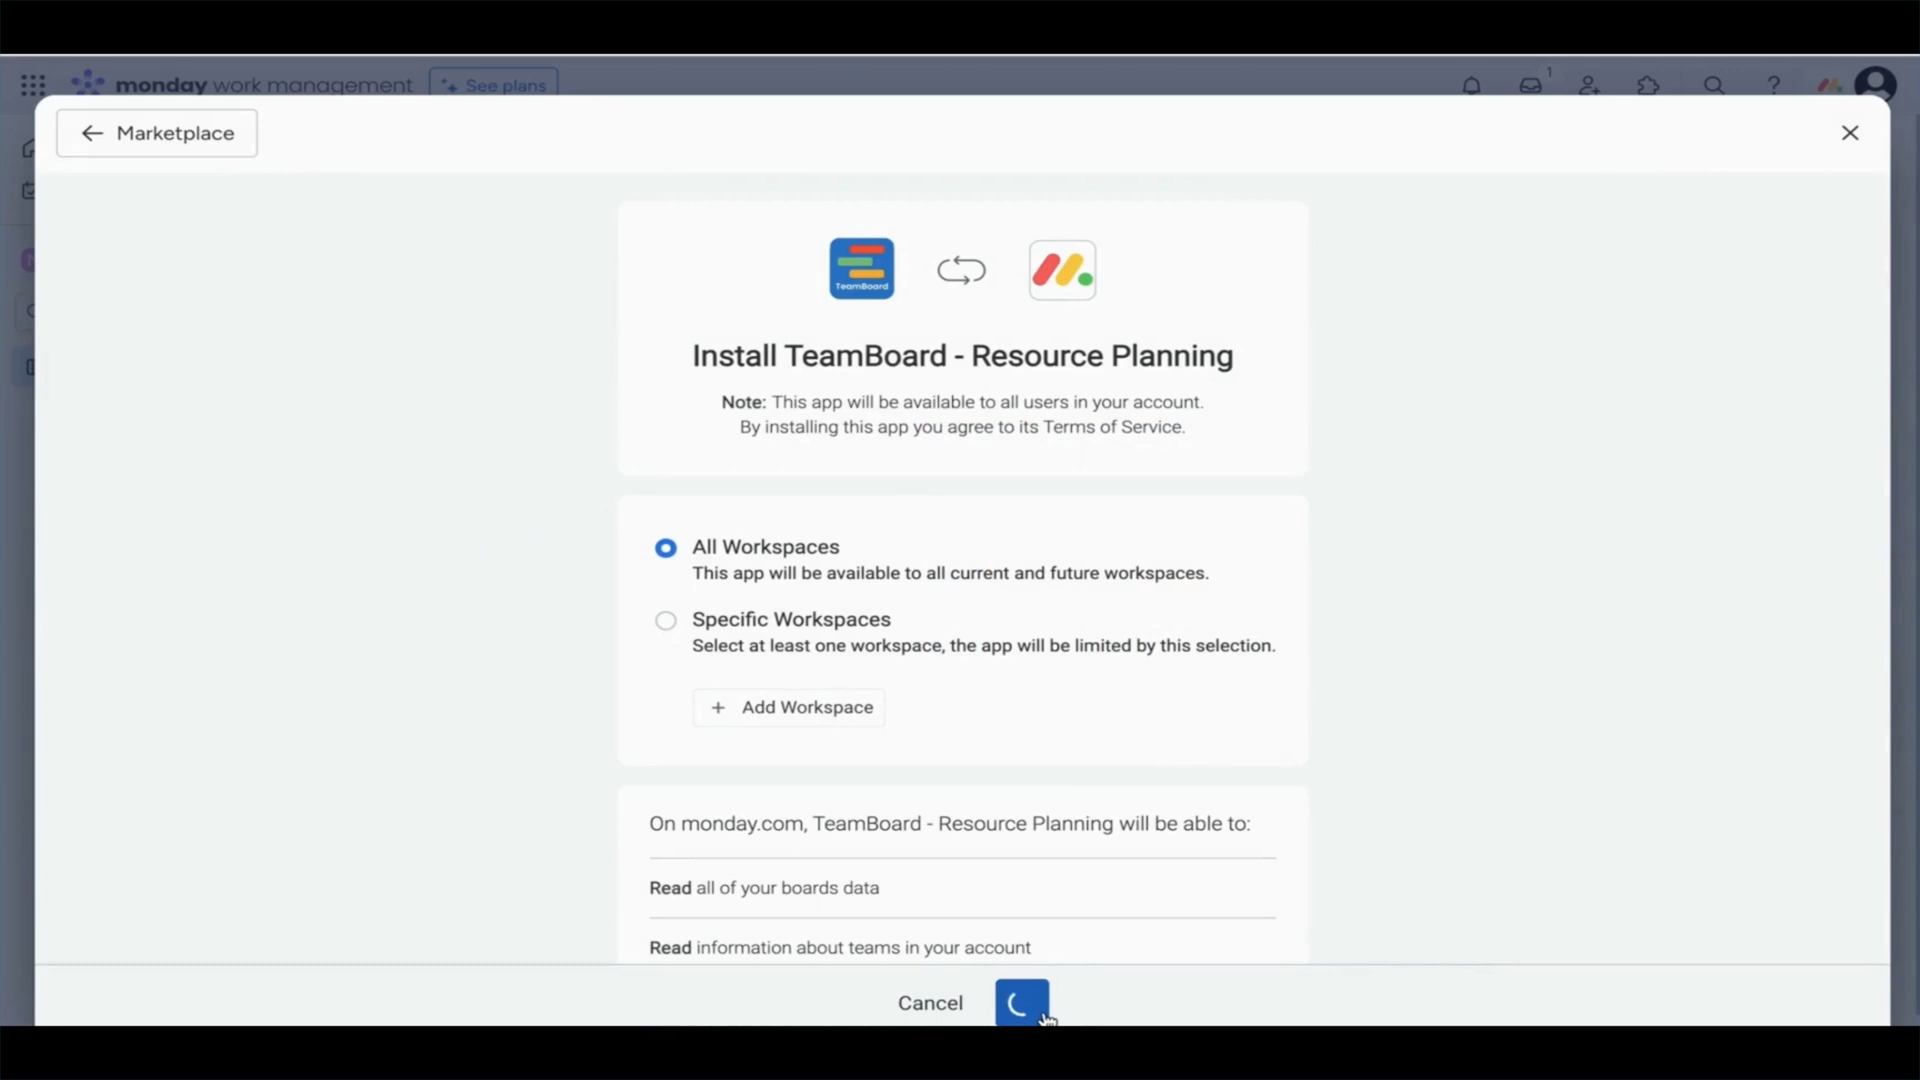 monday work management
See plans
1
Marketplace
TeamBoard
Install TeamBoard - Resource Planning
Note: This app will be available to all users in your account.
By installing this app you agree to its Terms of Service.
All Workspaces
This app will be available to all current and future workspaces.
Specific Workspaces
Select at least one workspace, the app will be limited by this selection.
+ Add Workspace
On monday.com, TeamBoard - Resource Planning will be able to:
Read all of your boards data
Read information about teams in your account
Cancel